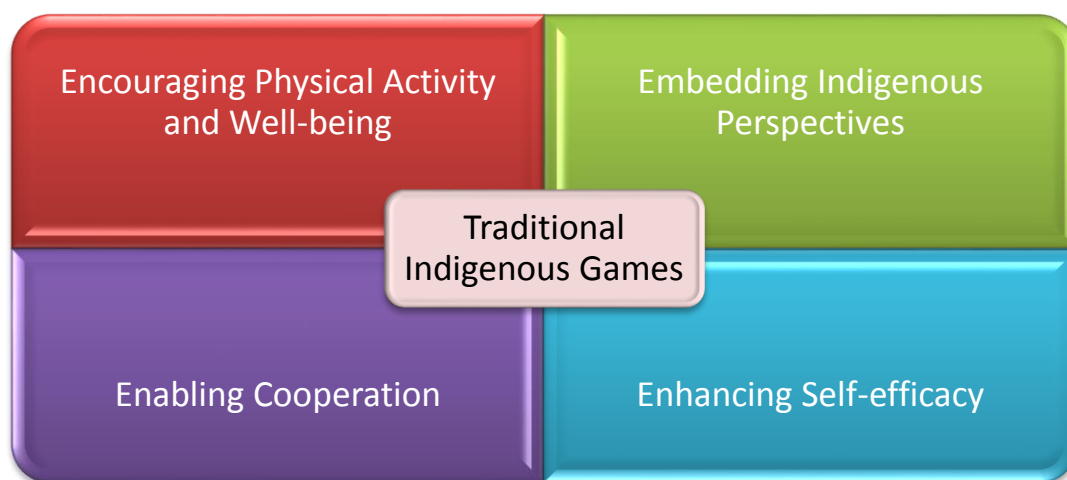 Encouraging Physical Activity
and Well-being
Embedding Indigenous
Perspectives
Traditional
Indigenous Games
Enabling Cooperation
Enhancing Self-efficacy